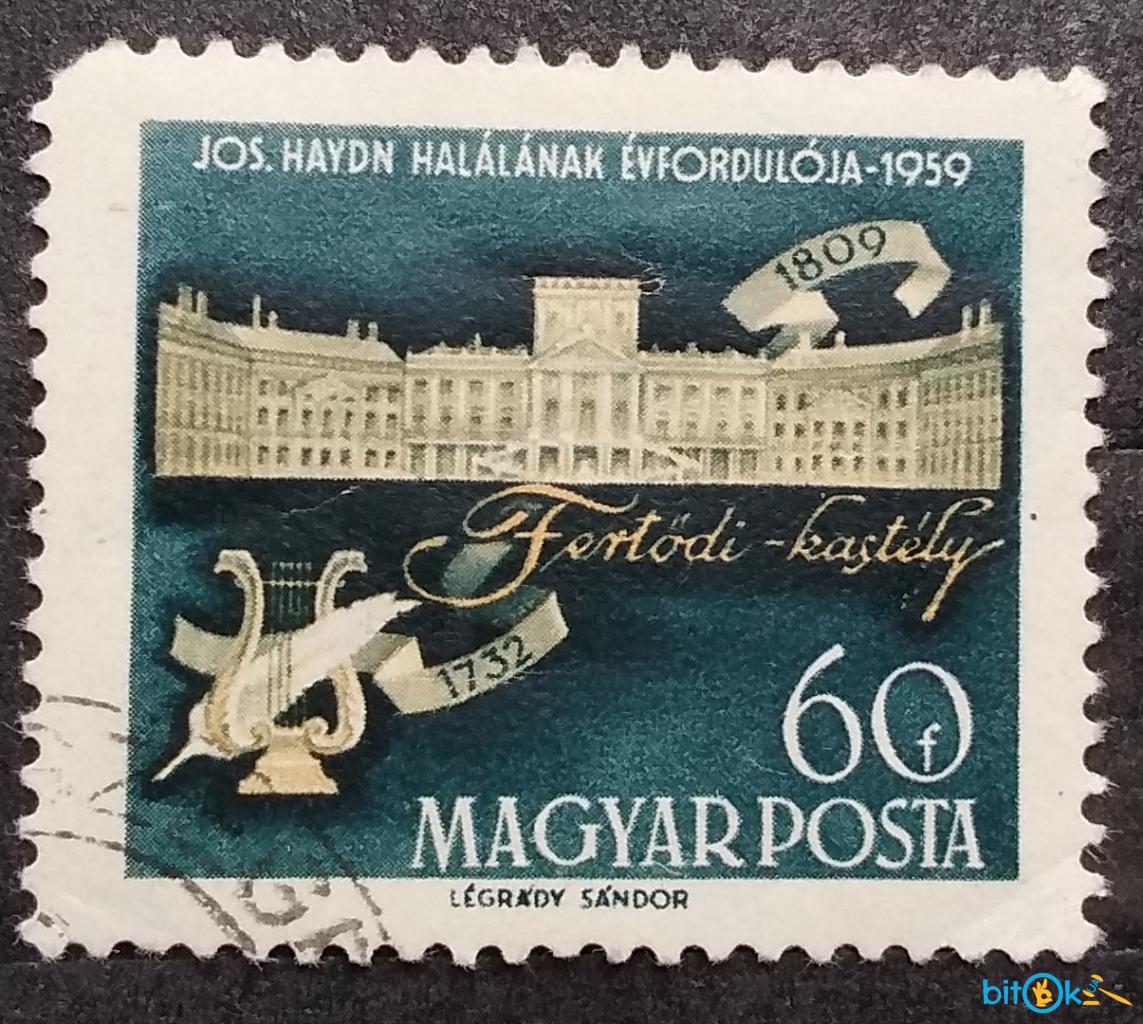 JOS. HAYDN HALÁLÁNAK ÉVFORDULÓJA-1959
1809
Fertődi-kastély
1732
60f
MAGYAR POSTA
LÉGRÁDY SÁNDOR
bitok